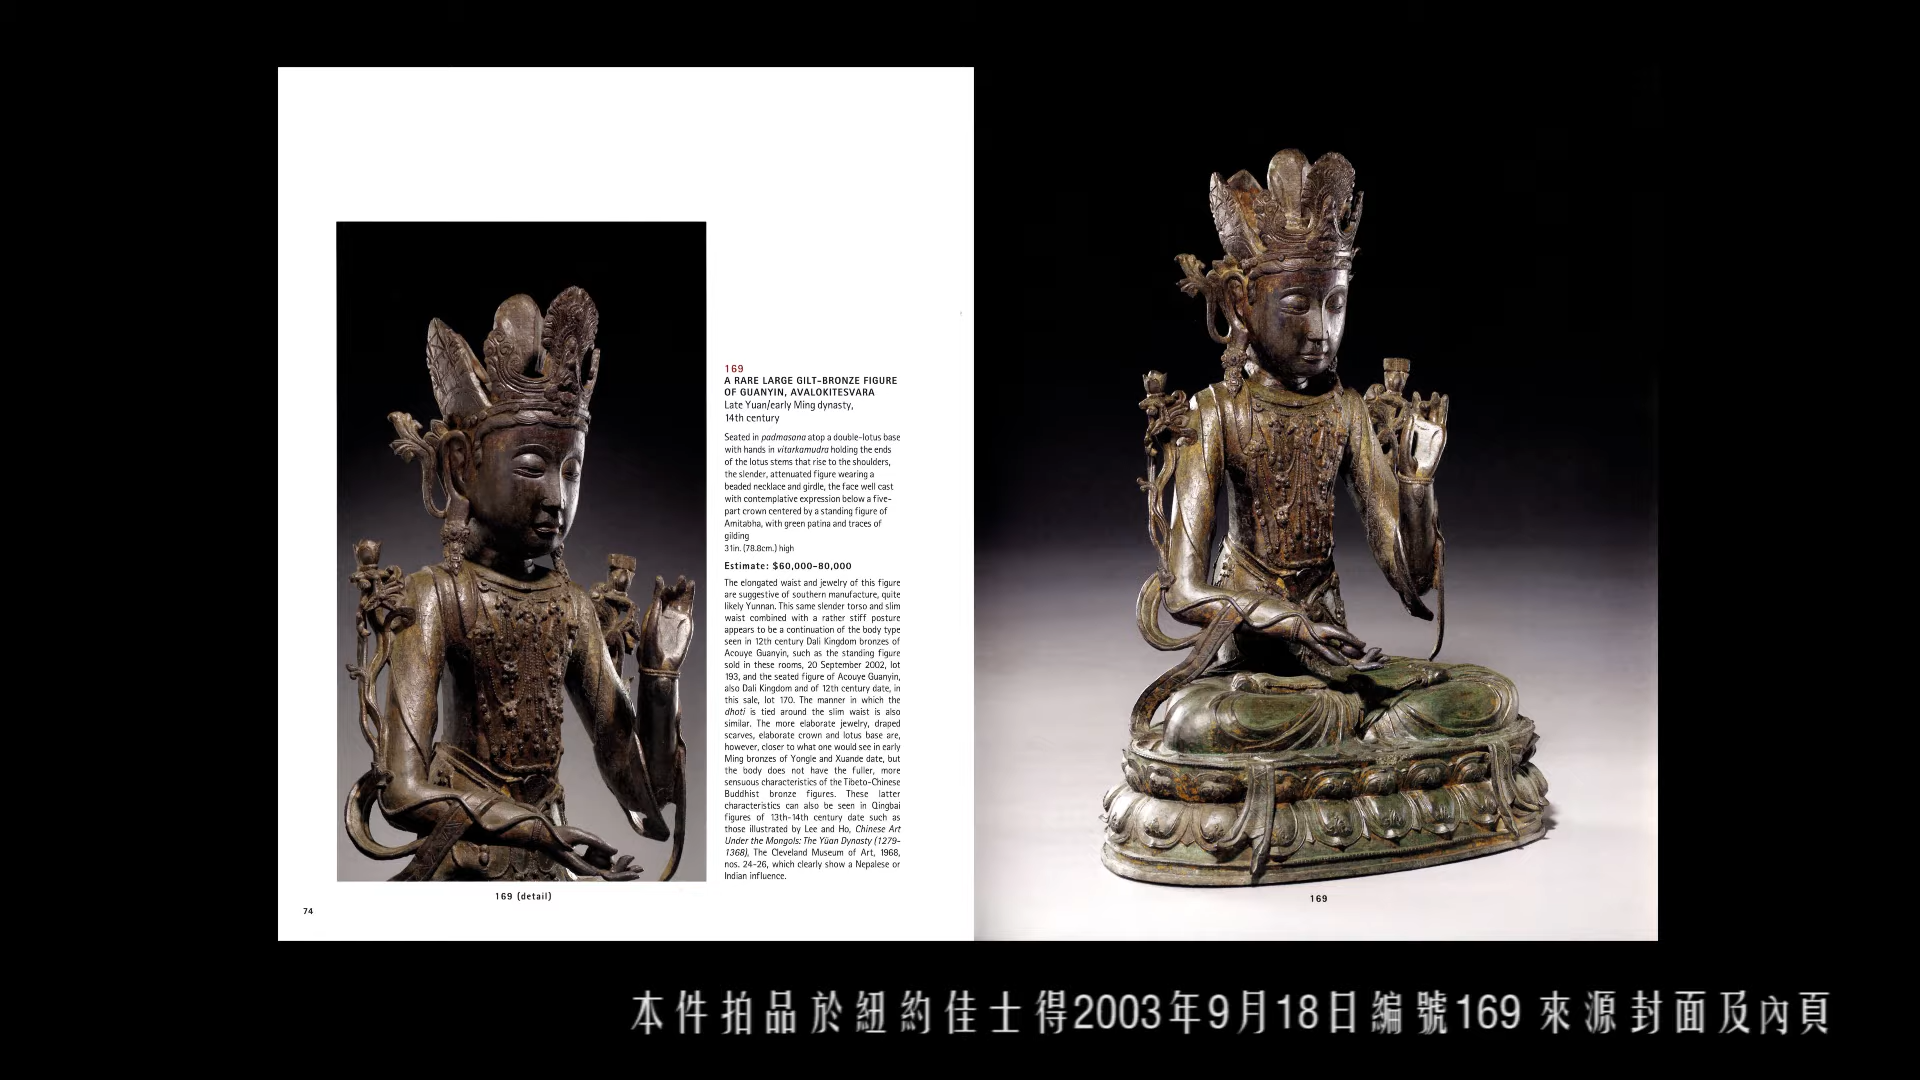 169
A RARE LARGE GILT-BRONZE FIGURE
OF GUANYIN, AVALOKITESVARA
Late Yuan/early Ming dynasty,
14th century
Seated in padmasana atop a double-lotus base
with hands in vitarkamudra holding the ends
of the lotus stems that rise to the shoulders,
the slender, attenuated figure wearing a
beaded necklace and girdle, the face well cast
with contemplative expression below a five-
part crown centered by a standing figure of
Amitabha, with green patina and traces of
gilding
31in. (78.8cm.) high
Estimate: $60,000-80,000
The elongated waist and jewelry of this figure
are suggestive of southern manufacture, quite
likely Yunnan. This same slender torso and slim
waist combined with a rather stiff posture
appears to be a continuation of the body type
seen in 12th century Dali Kingdom bronzes of
Acouye Guanyin, such as the standing figure
sold in these rooms, 20 September 2002, lot
193, and the seated figure of Acouye Guanyin,
also Dali Kingdom and of 12th century date, in
this sale, lot 170. The manner in which the
dhoti is tied around the slim waist is also
similar. The more elaborate jewelry, draped
scarves, elaborate crown and lotus base are,
however, closer to what one would see in early
Ming bronzes of Yongle and Xuande date, but
the body does not have the fuller, more
sensuous characteristics of the Tibeto-Chinese
Buddhist bronze figures. These latter
characteristics can also be seen in Qingbai
figures of 13th-14th century date such as
those illustrated by Lee and Ho, Chinese Art
Under the Mongols: The Yüan Dynasty (1279-
1368), The Cleveland Museum of Art, 1968,
nos. 24-26, which clearly show a Nepalese or
Indian influence.
169 (detail)
74
169
本件拍品於紐約佳士得2003年9月18日編號169 來源封面及內頁